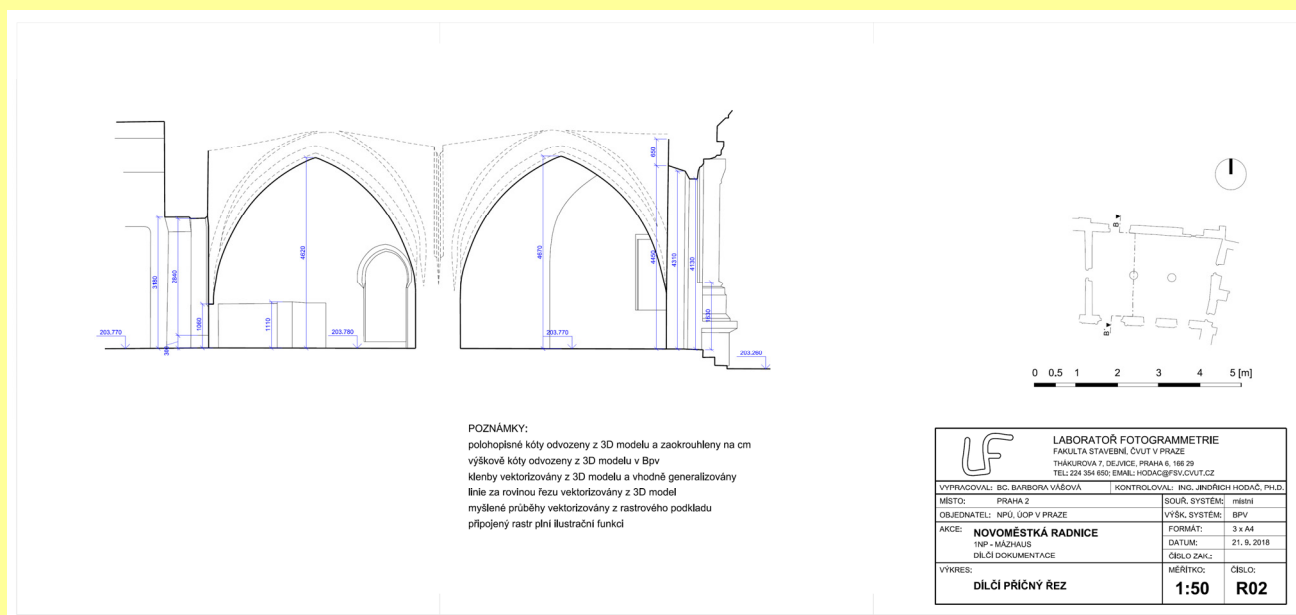 650
3180
2840
360
1060
1110
4620
4670
4460
4310
4130
1630
203.770
203.780
203.770
203.260
B
B'
0 0.5 1 2 3 4 5 [m]
POZNÁMKY:
polohopisné kóty odvozeny z 3D modelu a zaokrouhleny na cm
výškově kóty odvozeny z 3D modelu v Bpv
klenby vektorizovány z 3D modelu a vhodně generalizovány
linie za rovinou řezu vektorizovány z 3D model
myšlené průběhy vektorizovány z rastrového podkladu
připojený rastr plní ilustrační funkci
LF
LABORATOŘ FOTOGRAMMETRIE
FAKULTA STAVEBNÍ, ČVUT V PRAZE
THÁKUROVA 7, DEJVICE, PRAHA 6, 166 29
TEL: 224 354 650; EMAIL: HODAC@FSV.CVUT.CZ
VYPRACOVAL: BC. BARBORA VÁŠOVÁ KONTROLOVAL: ING. JINDŘICH HODAČ, PH.D.
MÍSTO: PRAHA 2 SOUŘ. SYSTÉM: místní
OBJEDNATEL: NPÚ, ÚOP V PRAZE VÝŠK. SYSTÉM: BPV
AKCE: NOVOMĚSTKÁ RADNICE FORMÁT: 3 x A4
1NP - MÁZHAUS DATUM: 21. 9. 2018
DÍLČÍ DOKUMENTACE ČÍSLO ZAK.:
VÝKRES: MĚŘÍTKO: ČÍSLO:
DÍLČÍ PŘÍČNÝ ŘEZ 1:50 R02